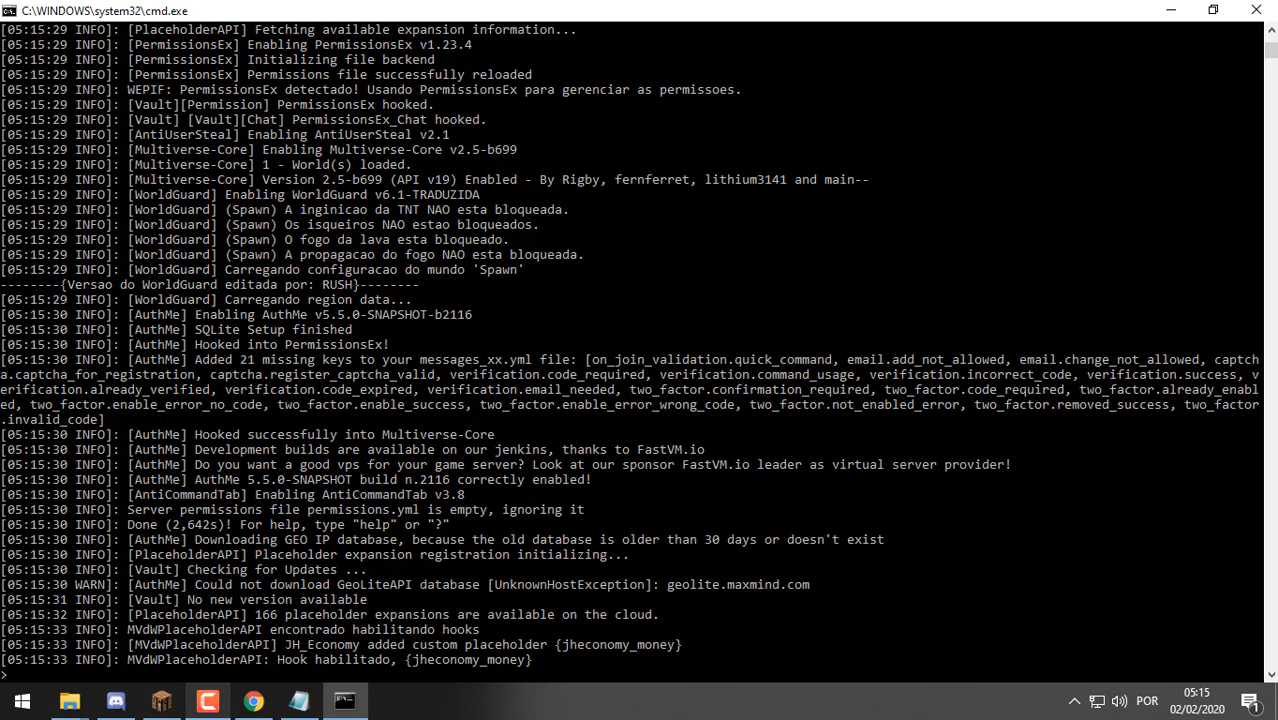 C:\WINDOWS\system32\cmd.exe
[05:15:29 INFO]: [PlaceholderAPI] Fetching available expansion information...
[05:15:29 INFO]: [PermissionsEx] Enabling PermissionsEx v1.23.4
[05:15:29 INFO]: [PermissionsEx] Initializing file backend
[05:15:29 INFO]: [PermissionsEx] Permissions file successfully reloaded
[05:15:29 INFO]: WEPIF: PermissionsEx detectado! Usando PermissionsEx para gerenciar as permissoes.
[05:15:29 INFO]: [Vault][Permission] PermissionsEx hooked.
[05:15:29 INFO]: [Vault] [Vault][Chat] PermissionsEx_Chat hooked.
[05:15:29 INFO]: [AntiUserSteal] Enabling AntiUserSteal v2.1
[05:15:29 INFO]: [Multiverse-Core] Enabling Multiverse-Core v2.5-b699
[05:15:29 INFO]: [Multiverse-Core] 1 - World(s) loaded.
[05:15:29 INFO]: [Multiverse-Core] Version 2.5-b699 (API v19) Enabled - By Rigby, fernferret, lithium3141 and main--
[05:15:29 INFO]: [WorldGuard] Enabling WorldGuard v6.1-TRADUZIDA
[05:15:29 INFO]: [WorldGuard] (Spawn) A inginicao da TNT NAO esta bloqueada.
[05:15:29 INFO]: [WorldGuard] (Spawn) Os isqueiros NAO estao bloqueados.
[05:15:29 INFO]: [WorldGuard] (Spawn) O fogo da lava esta bloqueado.
[05:15:29 INFO]: [WorldGuard] (Spawn) A propagacao do fogo NAO esta bloqueada.
[05:15:29 INFO]: [WorldGuard] Carregando configuracao do mundo 'Spawn'
--------{Versao do WorldGuard editada por: RUSH}--------
[05:15:29 INFO]: [WorldGuard] Carregando region data...
[05:15:30 INFO]: [AuthMe] Enabling AuthMe v5.5.0-SNAPSHOT-b2116
[05:15:30 INFO]: [AuthMe] SQLite Setup finished
[05:15:30 INFO]: [AuthMe] Hooked into PermissionsEx!
[05:15:30 INFO]: [AuthMe] Added 21 missing keys to your messages_xx.yml file: [on_join_validation.quick_command, email.add_not_allowed, email.change_not_allowed, captch
a.captcha_for_registration, captcha.register_captcha_valid, verification.code_required, verification.command_usage, verification.incorrect_code, verification.success, v
erification.already_verified, verification.code_expired, verification.email_needed, two_factor.confirmation_required, two_factor.code_required, two_factor.already_enabl
ed, two_factor.enable_error_no_code, two_factor.enable_success, two_factor.enable_error_wrong_code, two_factor.not_enabled_error, two_factor.removed_success, two_factor
.invalid_code]
[05:15:30 INFO]: [AuthMe] Hooked successfully into Multiverse-Core
[05:15:30 INFO]: [AuthMe] Development builds are available on our jenkins, thanks to FastVM.io
[05:15:30 INFO]: [AuthMe] Do you want a good vps for your game server? Look at our sponsor FastVM.io leader as virtual server provider!
[05:15:30 INFO]: [AuthMe] AuthMe 5.5.0-SNAPSHOT build n.2116 correctly enabled!
[05:15:30 INFO]: [AntiCommandTab] Enabling AntiCommandTab v3.8
[05:15:30 INFO]: Server permissions file permissions.yml is empty, ignoring it
[05:15:30 INFO]: Done (2,642s)! For help, type "help" or "?"
[05:15:30 INFO]: [AuthMe] Downloading GEO IP database, because the old database is older than 30 days or doesn't exist
[05:15:30 INFO]: [PlaceholderAPI] Placeholder expansion registration initializing...
[05:15:30 INFO]: [Vault] Checking for Updates ...
[05:15:30 WARN]: [AuthMe] Could not download GeoLiteAPI database [UnknownHostException]: geolite.maxmind.com
[05:15:31 INFO]: [Vault] No new version available
[05:15:32 INFO]: [PlaceholderAPI] 166 placeholder expansions are available on the cloud.
[05:15:33 INFO]: MVdWPlaceholderAPI encontrado habilitando hooks
[05:15:33 INFO]: [MVdWPlaceholderAPI] JH_Economy added custom placeholder {jheconomy_money}
[05:15:33 INFO]: MVdWPlaceholderAPI: Hook habilitado, {jheconomy_money}
>
POR
05:15
02/02/2020
1